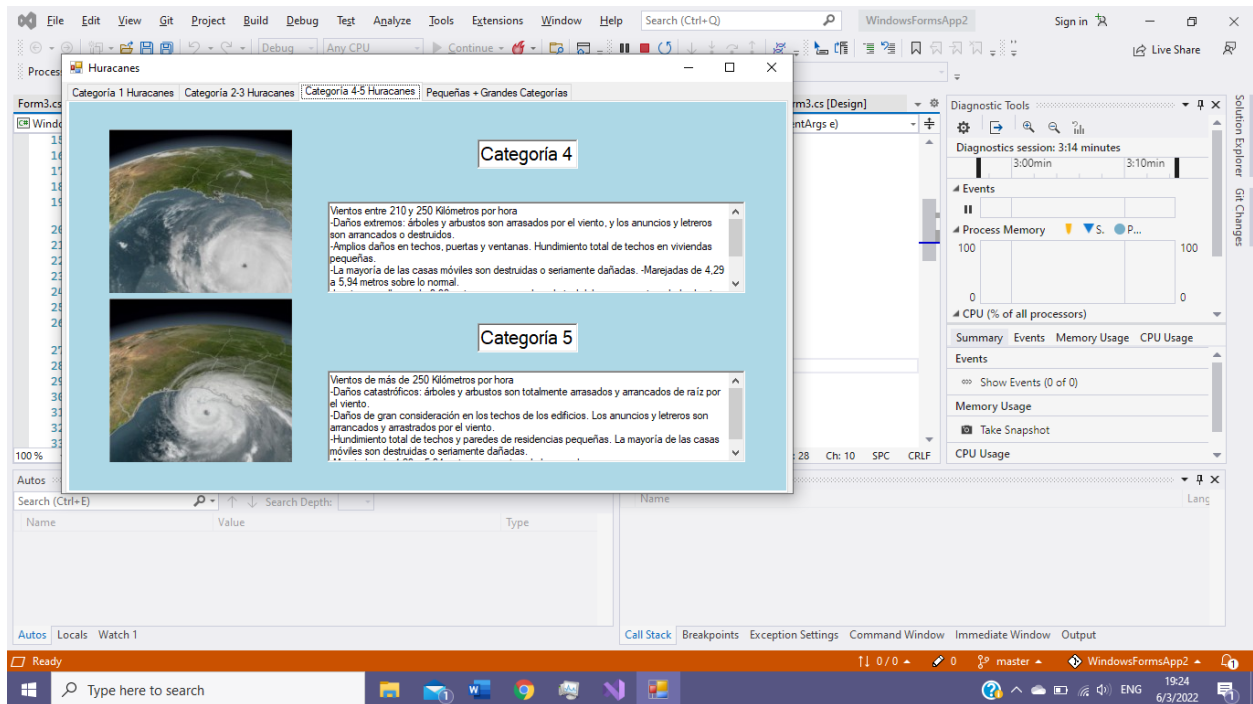 File Edit View Git Project Build Debug Test Analyze Tools Extensions Window Help Search (Ctrl+Q) WindowsFormsApp2 Sign in
Debug Any CPU Continue Live Share
Proces
Huracanes
Categoría 1 Huracanes Categoría 2-3 Huracanes Categoría 4-5 Huracanes Pequeñas + Grandes Categorías
Form3.cs
rm3.cs [Design]
Windo
entArgs e)
Categoría 4
Vientos entre 210 y 250 Kilómetros por hora
-Daños extremos: árboles y arbustos son arrasados por el viento, y los anuncios y letreros
son arrancados o destruidos.
-Amplios daños en techos, puertas y ventanas. Hundimiento total de techos en viviendas
pequeñas.
-La mayoría de las casas móviles son destruidas o seriamente dañadas. -Marejadas de 4,29
a 5,94 metros sobre lo normal.
Categoría 5
Vientos de más de 250 Kilómetros por hora
-Daños catastróficos: árboles y arbustos son totalmente arrasados y arrancados de raíz por
el viento.
-Daños de gran consideración en los techos de los edificios. Los anuncios y letreros son
arrancados y arrastrados por el viento.
-Hundimiento total de techos y paredes de residencias pequeñas. La mayoría de las casas
móviles son destruidas o seriamente dañadas.
Diagnostic Tools
Diagnostics session: 3:14 minutes
3:00min 3:10min
Events
Process Memory S. P...
100 100
0 0
CPU (% of all processors)
Summary Events Memory Usage CPU Usage
Events
Show Events (0 of 0)
Memory Usage
Take Snapshot
CPU Usage
Solution Explorer
Git Changes
100 %
: 28 Ch: 10 SPC CRLF
Autos
Search (Ctrl+E) Search Depth:
Name Value Type
Name Lang
Autos Locals Watch 1
Call Stack Breakpoints Exception Settings Command Window Immediate Window Output
Ready 0 / 0 0 master WindowsFormsApp2 1
Type here to search
ENG 19:24
6/3/2022